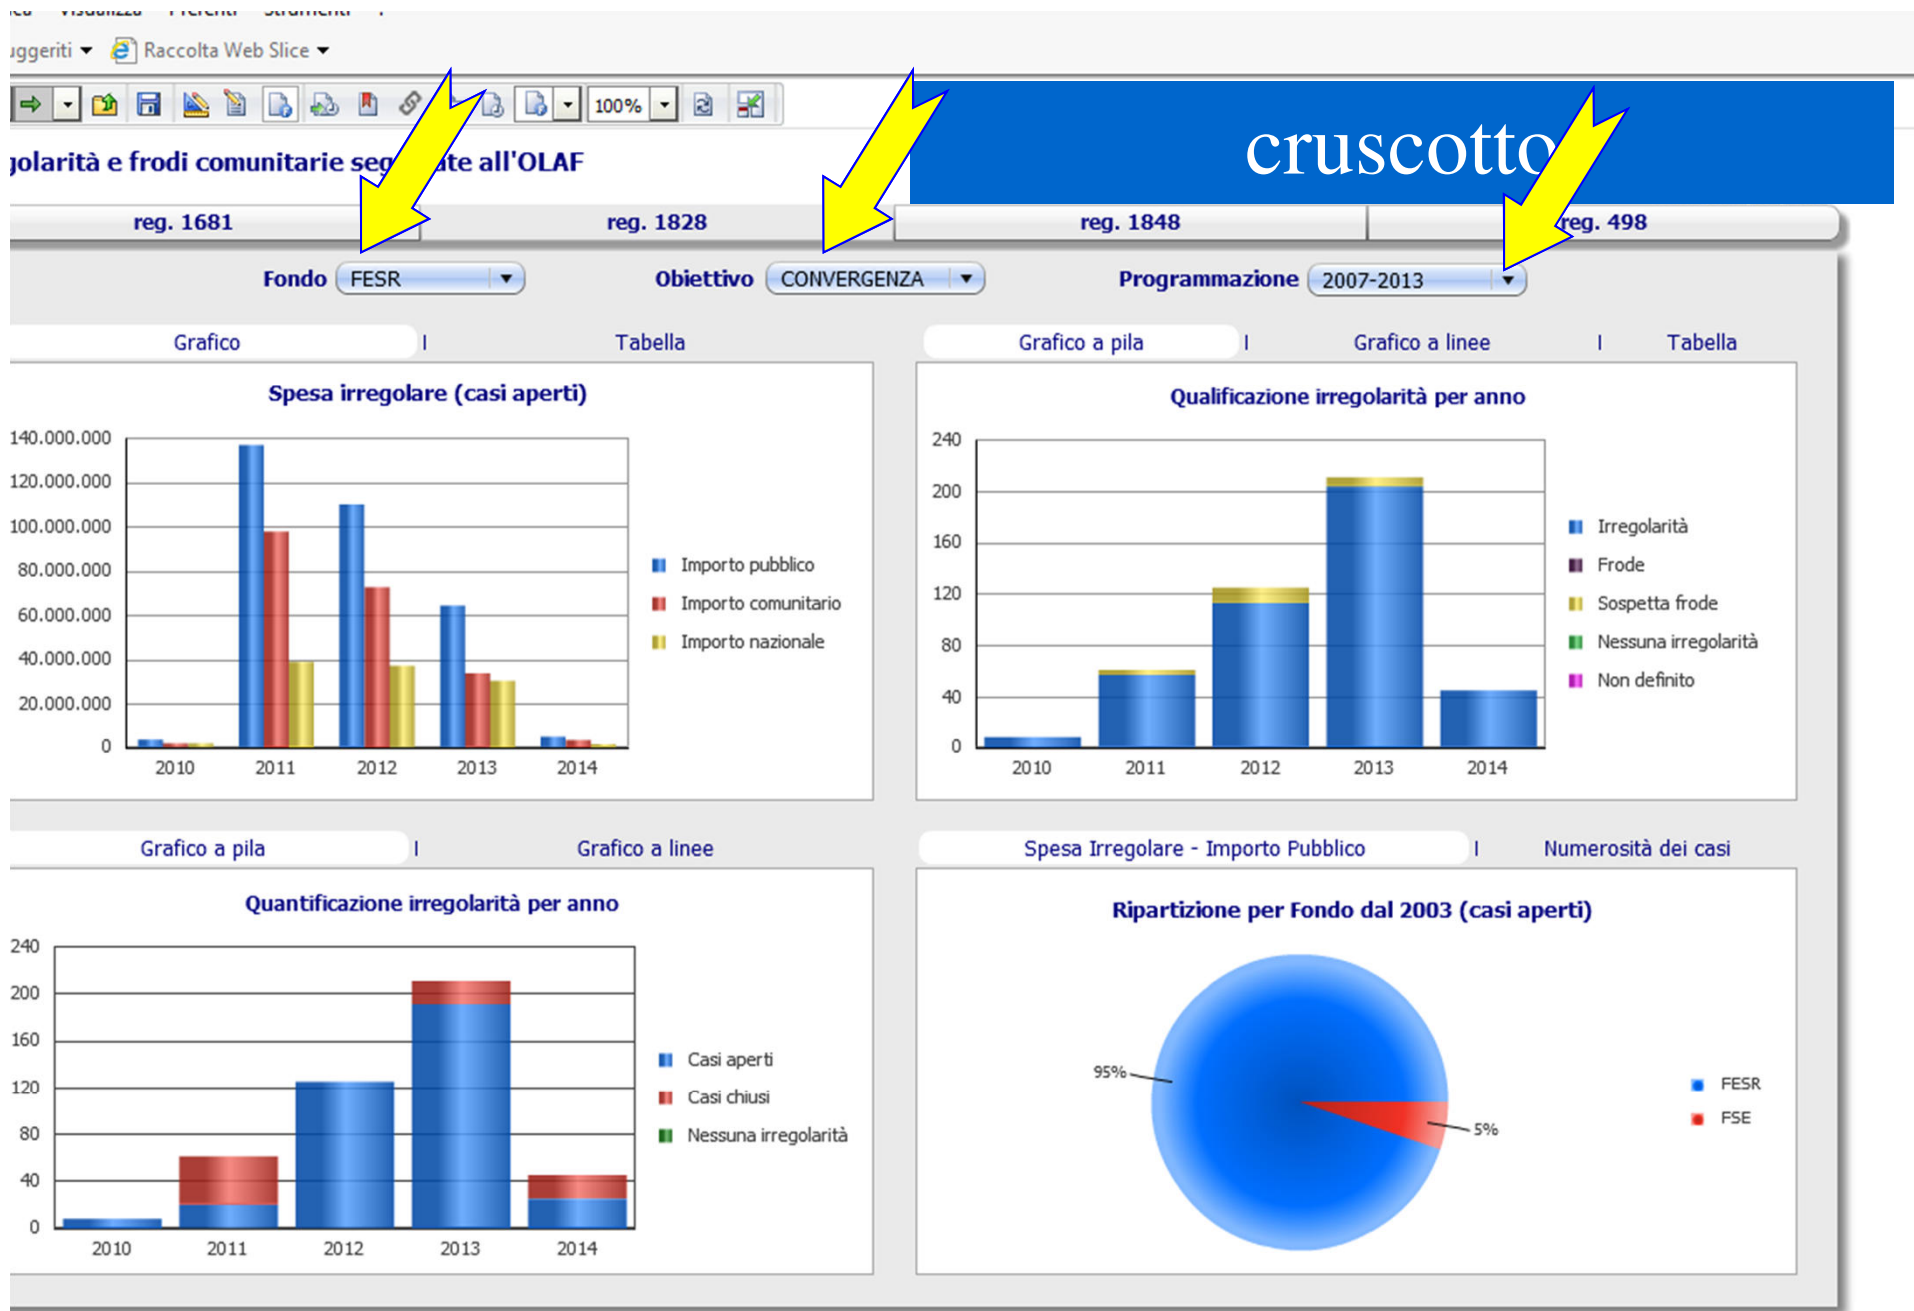 uggeriti Raccolta Web Slice
100%
cruscotto
golarità e frodi comunitarie all'OLAF
reg. 1681 reg. 1828 reg. 1848 reg. 498
Fondo FESR Obiettivo CONVERGENZA Programmazione 2007-2013
Grafico | Tabella
Spesa irregolare (casi aperti)
140.000.000
120.000.000
100.000.000
80.000.000
60.000.000
40.000.000
20.000.000
0
2010 2011 2012 2013 2014
Importo pubblico
Importo comunitario
Importo nazionale
Grafico a pila | Grafico a linee | Tabella
Qualificazione irregolarità per anno
240
200
160
120
80
40
0
2010 2011 2012 2013 2014
Irregolarità
Frode
Sospetta frode
Nessuna irregolarità
Non definito
Grafico a pila | Grafico a linee
Quantificazione irregolarità per anno
240
200
160
120
80
40
0
2010 2011 2012 2013 2014
Casi aperti
Casi chiusi
Nessuna irregolarità
Spesa Irregolare - Importo Pubblico | Numerosità dei casi
Ripartizione per Fondo dal 2003 (casi aperti)
95%
5%
FESR
FSE